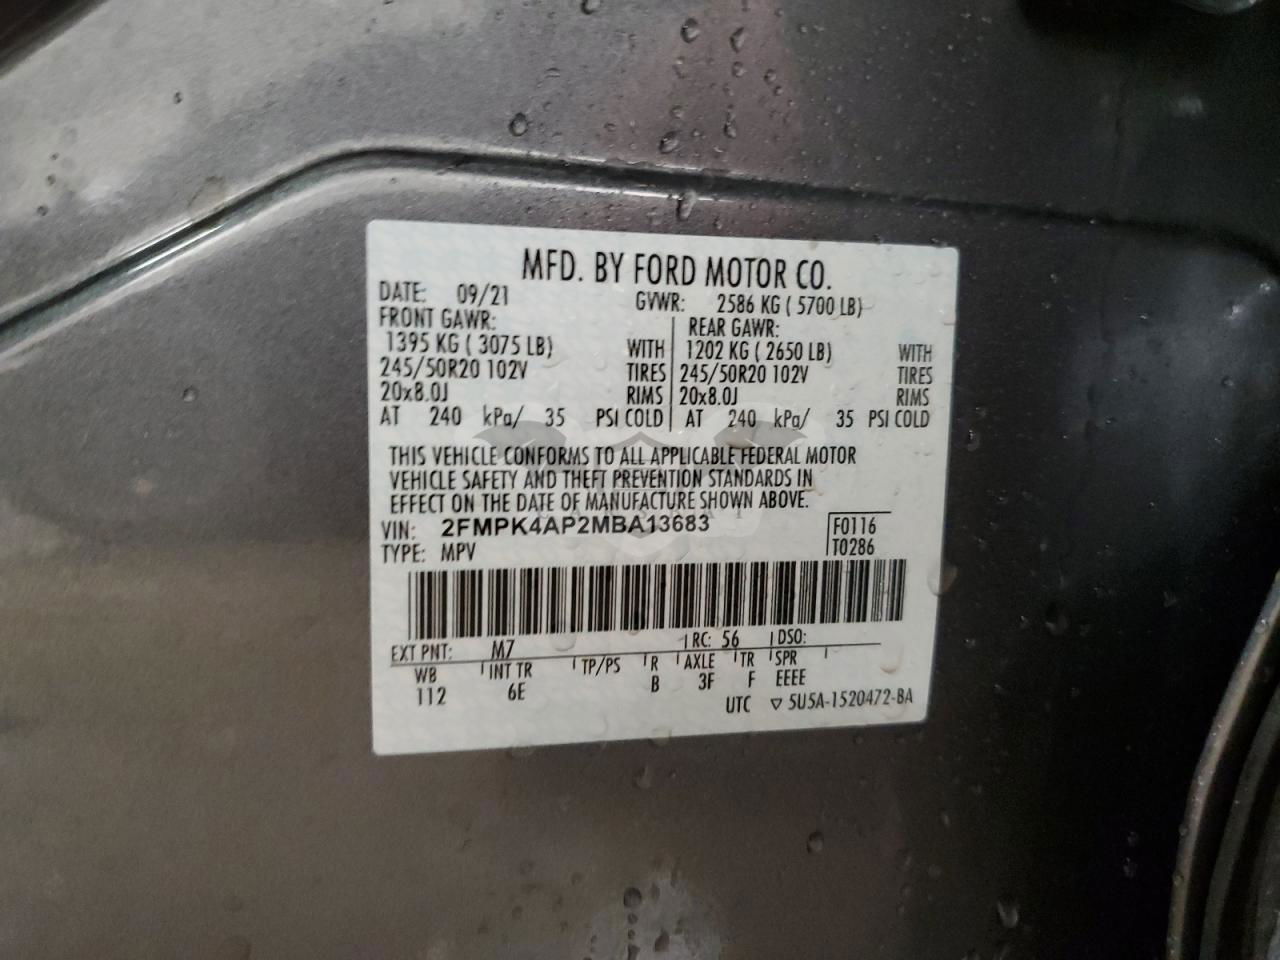 MFD. BY FORD MOTOR CO.
DATE: 09/21 GVWR: 2586 KG ( 5700 LB)
FRONT GAWR: REAR GAWR:
1395 KG ( 3075 LB) WITH 1202 KG ( 2650 LB) WITH
245/50R20 102V TIRES 245/50R20 102V TIRES
20x8.0J RIMS 20x8.0J RIMS
AT 240 kPa/ 35 PSI COLD AT 240 kPa/ 35 PSI COLD
THIS VEHICLE CONFORMS TO ALL APPLICABLE FEDERAL MOTOR
VEHICLE SAFETY AND THEFT PREVENTION STANDARDS IN
EFFECT ON THE DATE OF MANUFACTURE SHOWN ABOVE.
VIN: 2FMPK4AP2MBA13683 F0116
TYPE: MPV T0286
EXT PNT: M7 RC: 56 DSO:
WB INT TR TP/PS R AXLE TR SPR
112 6E B 3F F EEEE
UTC ▽ 5U5A-1520472-BA